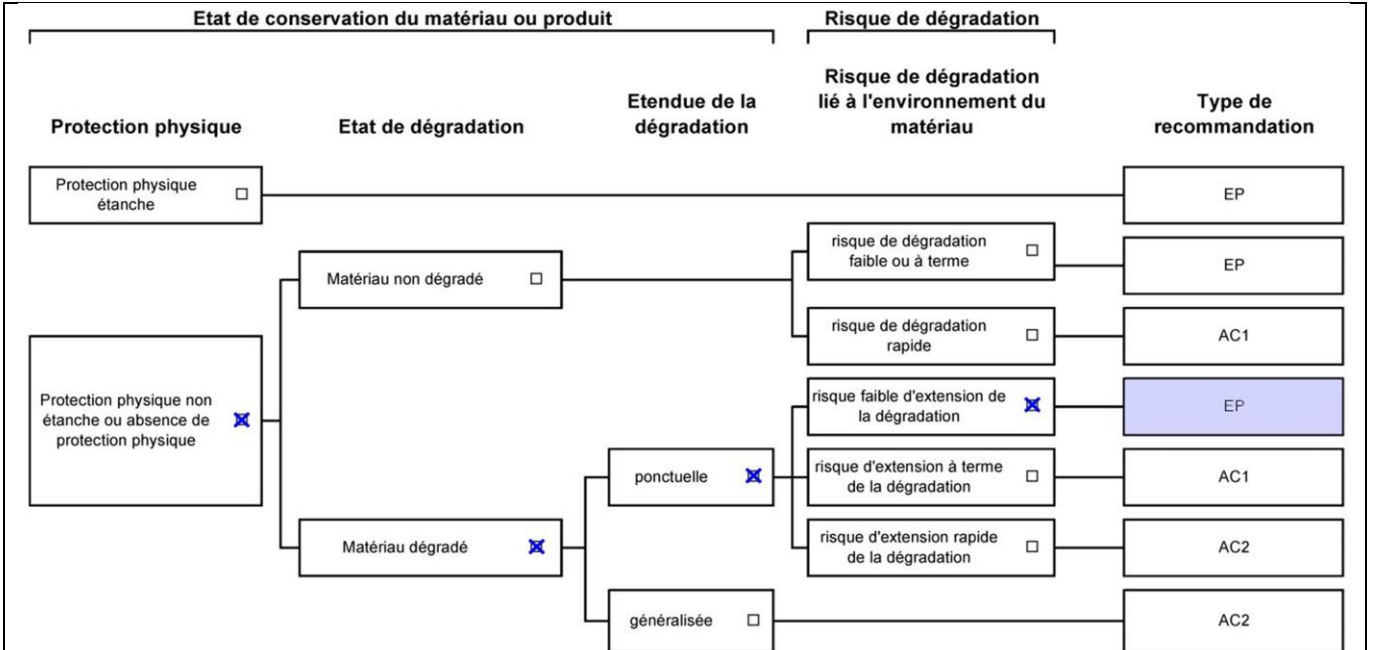 Etat de conservation du matériau ou produit
Risque de dégradation
Protection physique
Etat de dégradation
Etendue de la
dégradation
Risque de dégradation
lié à l'environnement du
matériau
Type de
recommandation
Protection physique
étanche
EP
Matériau non dégradé
risque de dégradation
faible ou à terme
EP
risque de dégradation
rapide
AC1
Protection physique non
étanche ou absence de
protection physique
risque faible d'extension de
la dégradation
EP
ponctuelle
risque d'extension à terme
de la dégradation
AC1
Matériau dégradé
risque d'extension rapide
de la dégradation
AC2
généralisée
AC2